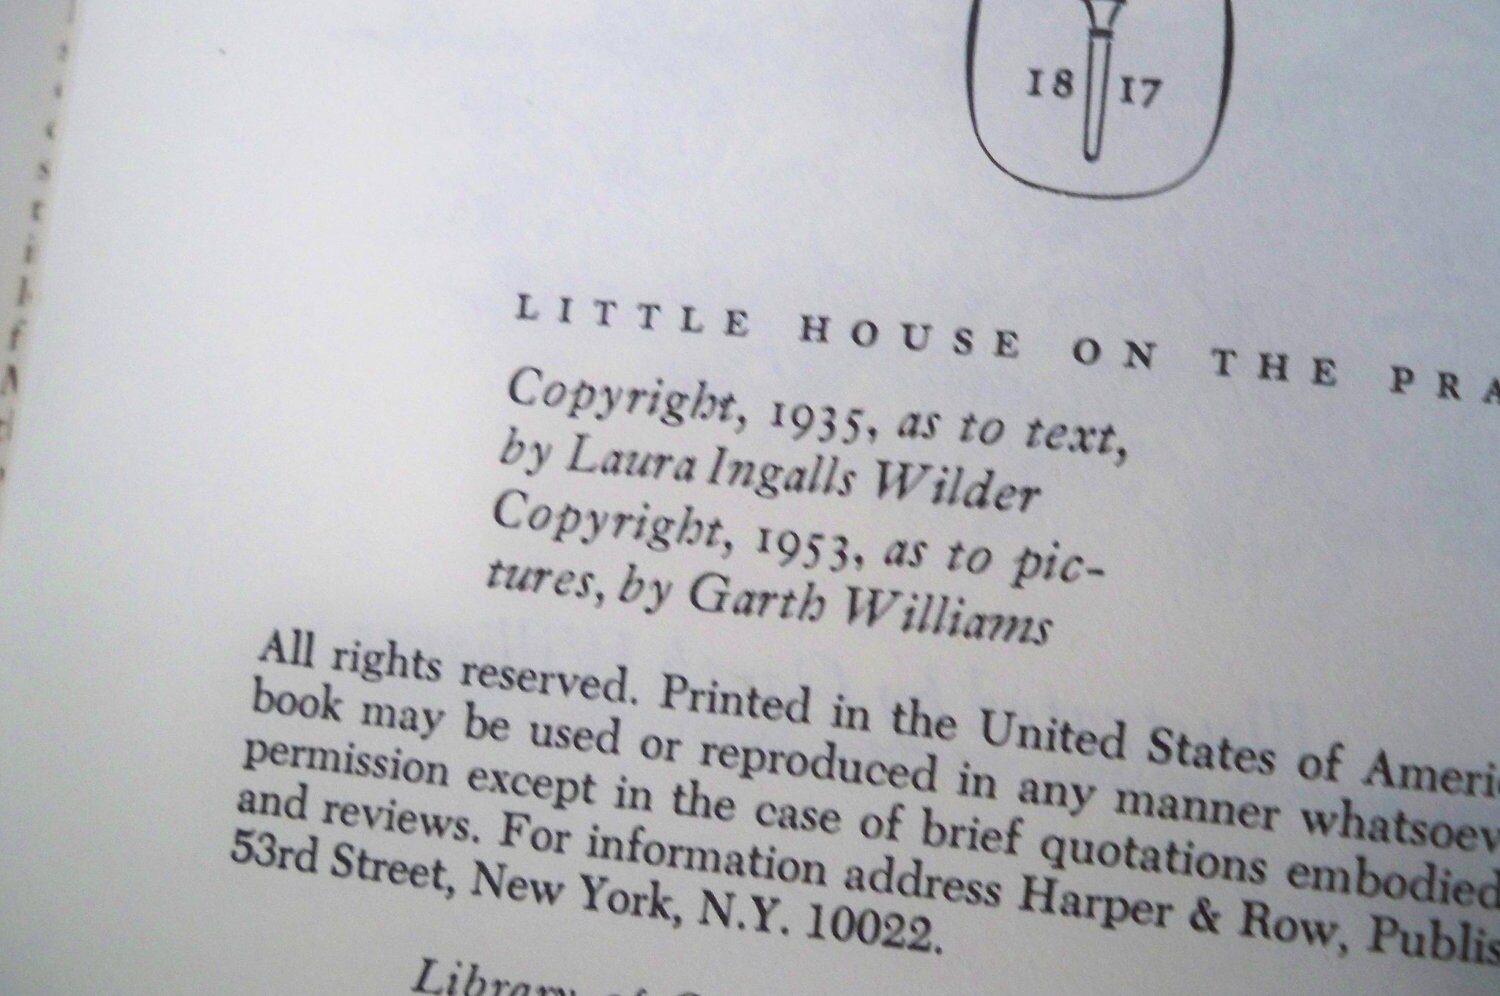 18 17
LITTLE HOUSE ON THE PRA
Copyright, 1935, as to text,
by Laura Ingalls Wilder
Copyright, 1953, as to pic-
tures, by Garth Williams
All rights reserved. Printed in the United States of Ameri
book may be used or reproduced in any manner whatsoev
permission except in the case of brief quotations embodied
and reviews. For information address Harper & Row, Publis
53rd Street, New York, N.Y. 10022.
Library of C